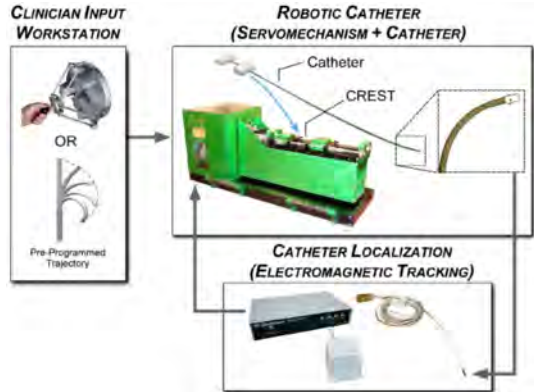 CLINICIAN INPUT
WORKSTATION
OR
Pre-Programmed
Trajectory
ROBOTIC CATHETER
(SERVOMECHANISM + CATHETER)
Catheter
CREST
CATHETER LOCALIZATION
(ELECTROMAGNETIC TRACKING)